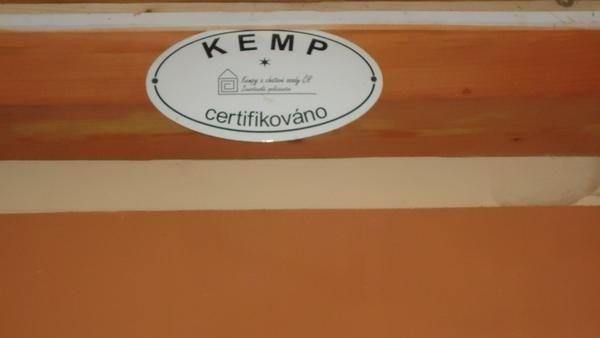 KEMP
Kempy a chatové osady ČR
certifikováno